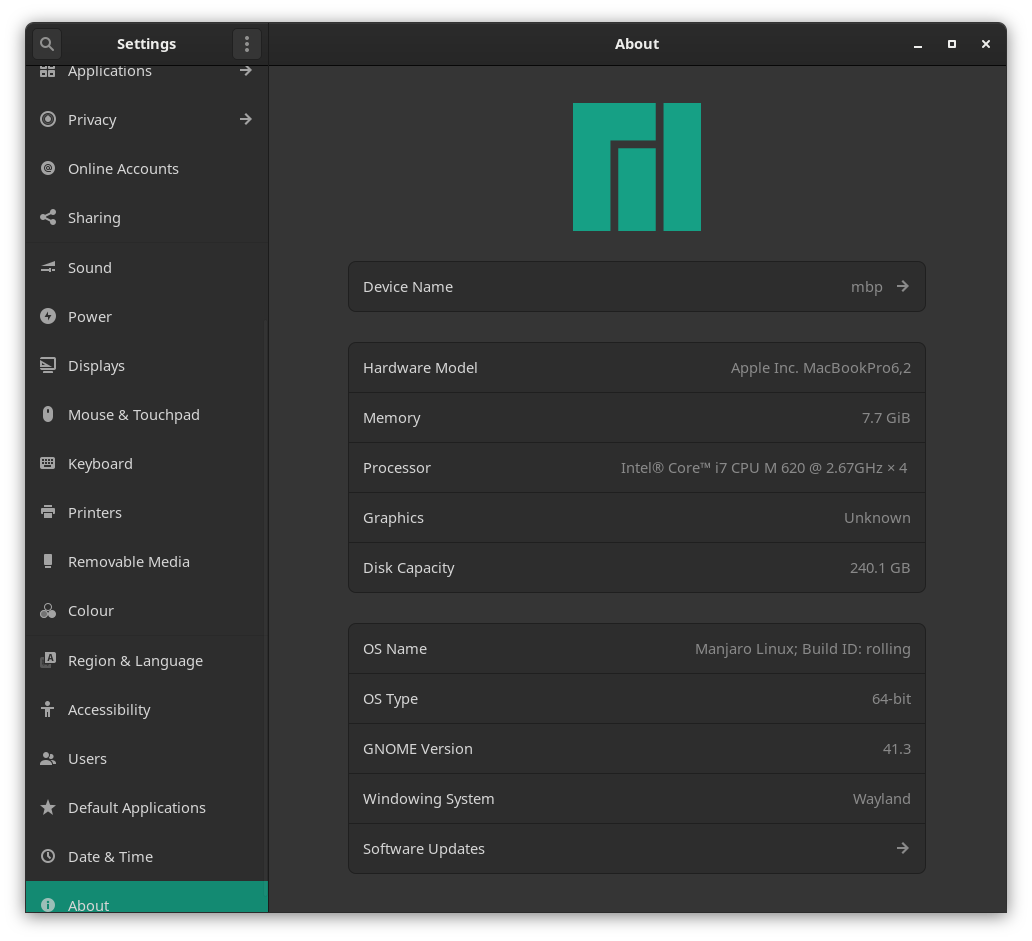 Settings
About
Applications
Privacy
Online Accounts
Sharing
Sound
Power
Displays
Mouse & Touchpad
Keyboard
Printers
Removable Media
Colour
Region & Language
Accessibility
Users
Default Applications
Date & Time
About
Device Name mbp
Hardware Model Apple Inc. MacBookPro6,2
Memory 7.7 GiB
Processor Intel® Core™ i7 CPU M 620 @ 2.67GHz × 4
Graphics Unknown
Disk Capacity 240.1 GB
OS Name Manjaro Linux; Build ID: rolling
OS Type 64-bit
GNOME Version 41.3
Windowing System Wayland
Software Updates